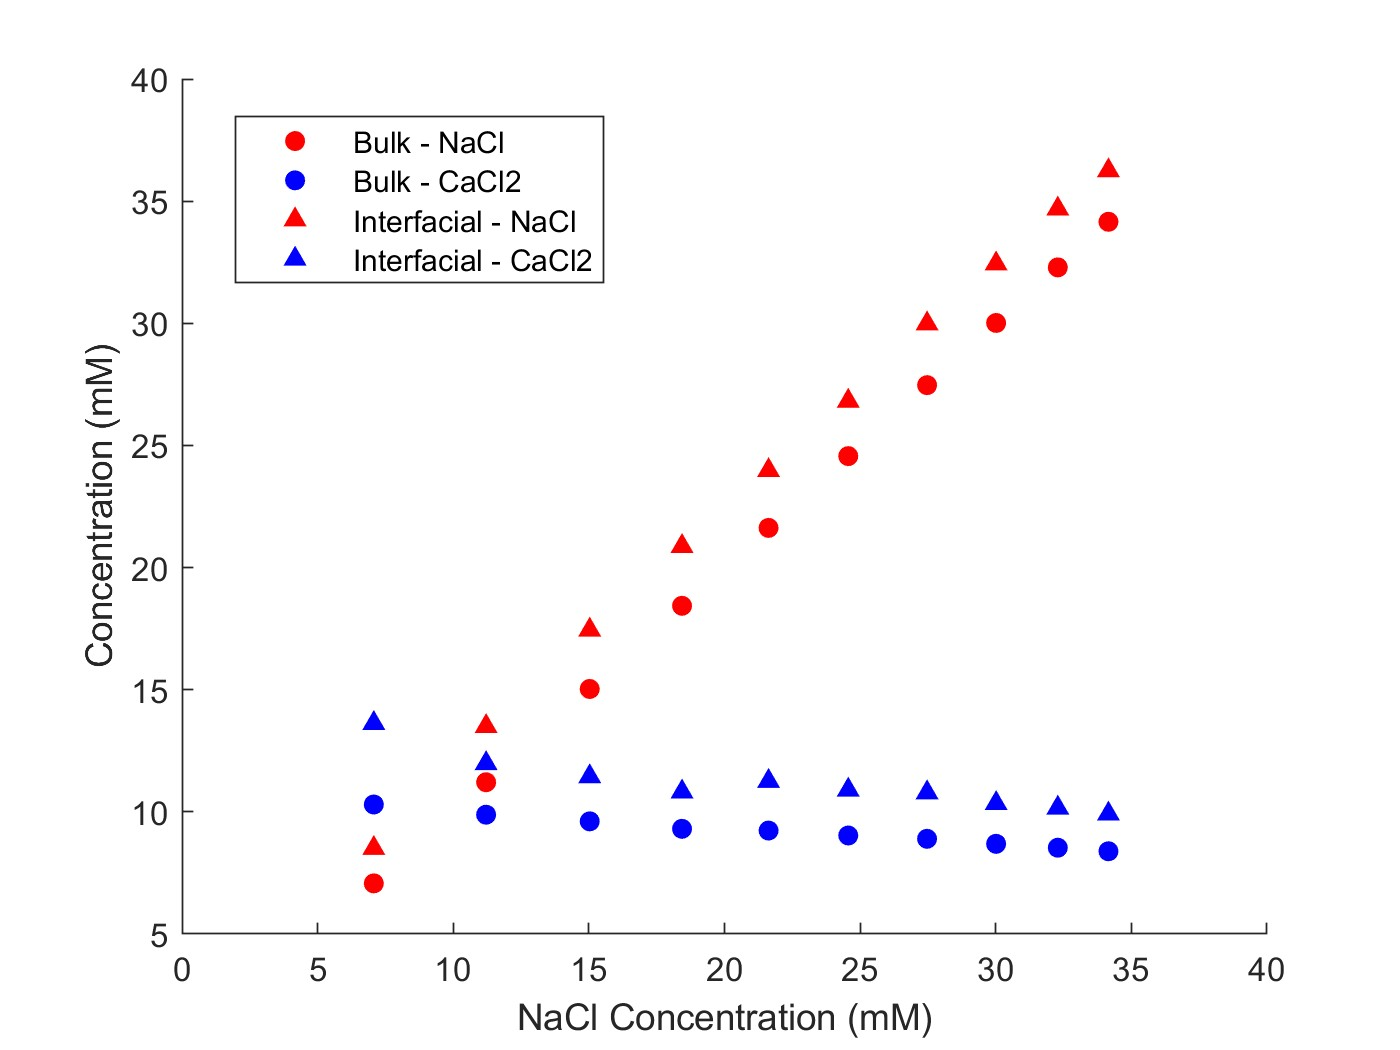 40
35
30
25
20
15
10
5
Concentration (mM)
Bulk - NaCl
Bulk - CaCl2
Interfacial - NaCl
Interfacial - CaCl2
0 5 10 15 20 25 30 35 40
NaCl Concentration (mM)